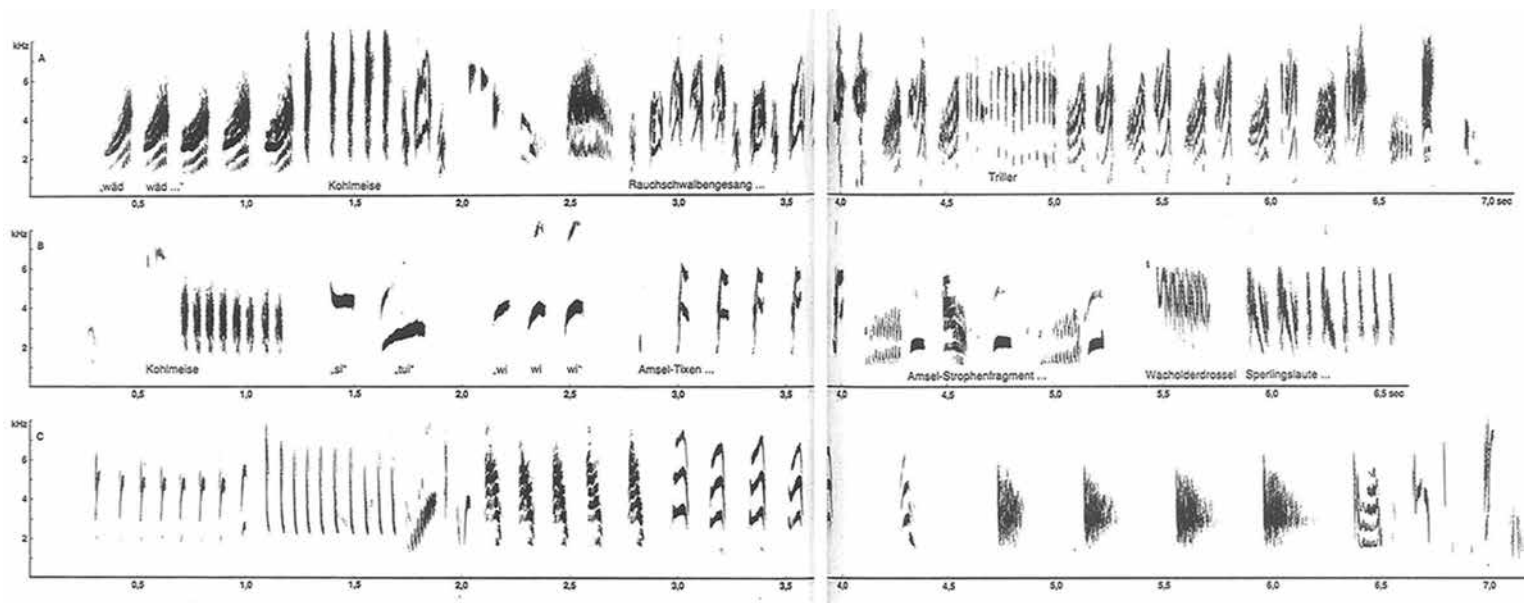 kHz A
6
4
2
„wäd wäd ...“ Kohlmeise Rauchschwalbengesang ... Triller
0,5 1,0 1,5 2,0 2,5 3,0 3,5 4,0 4,5 5,0 5,5 6,0 6,5 7,0 sec
kHz B
6
4
2
Kohlmeise „si“ „tui“ „wi wi wi“ Amsel-Tixen ... Amsel-Strophenfragment ... Wacholderdrossel Sperlingslaute ...
0,5 1,0 1,5 2,0 2,5 3,0 3,5 4,0 4,5 5,0 5,5 6,0 6,5 sec
kHz C
6
4
2
0,5 1,0 1,5 2,0 2,5 3,0 3,5 4,0 4,5 5,0 5,5 6,0 6,5 7,0